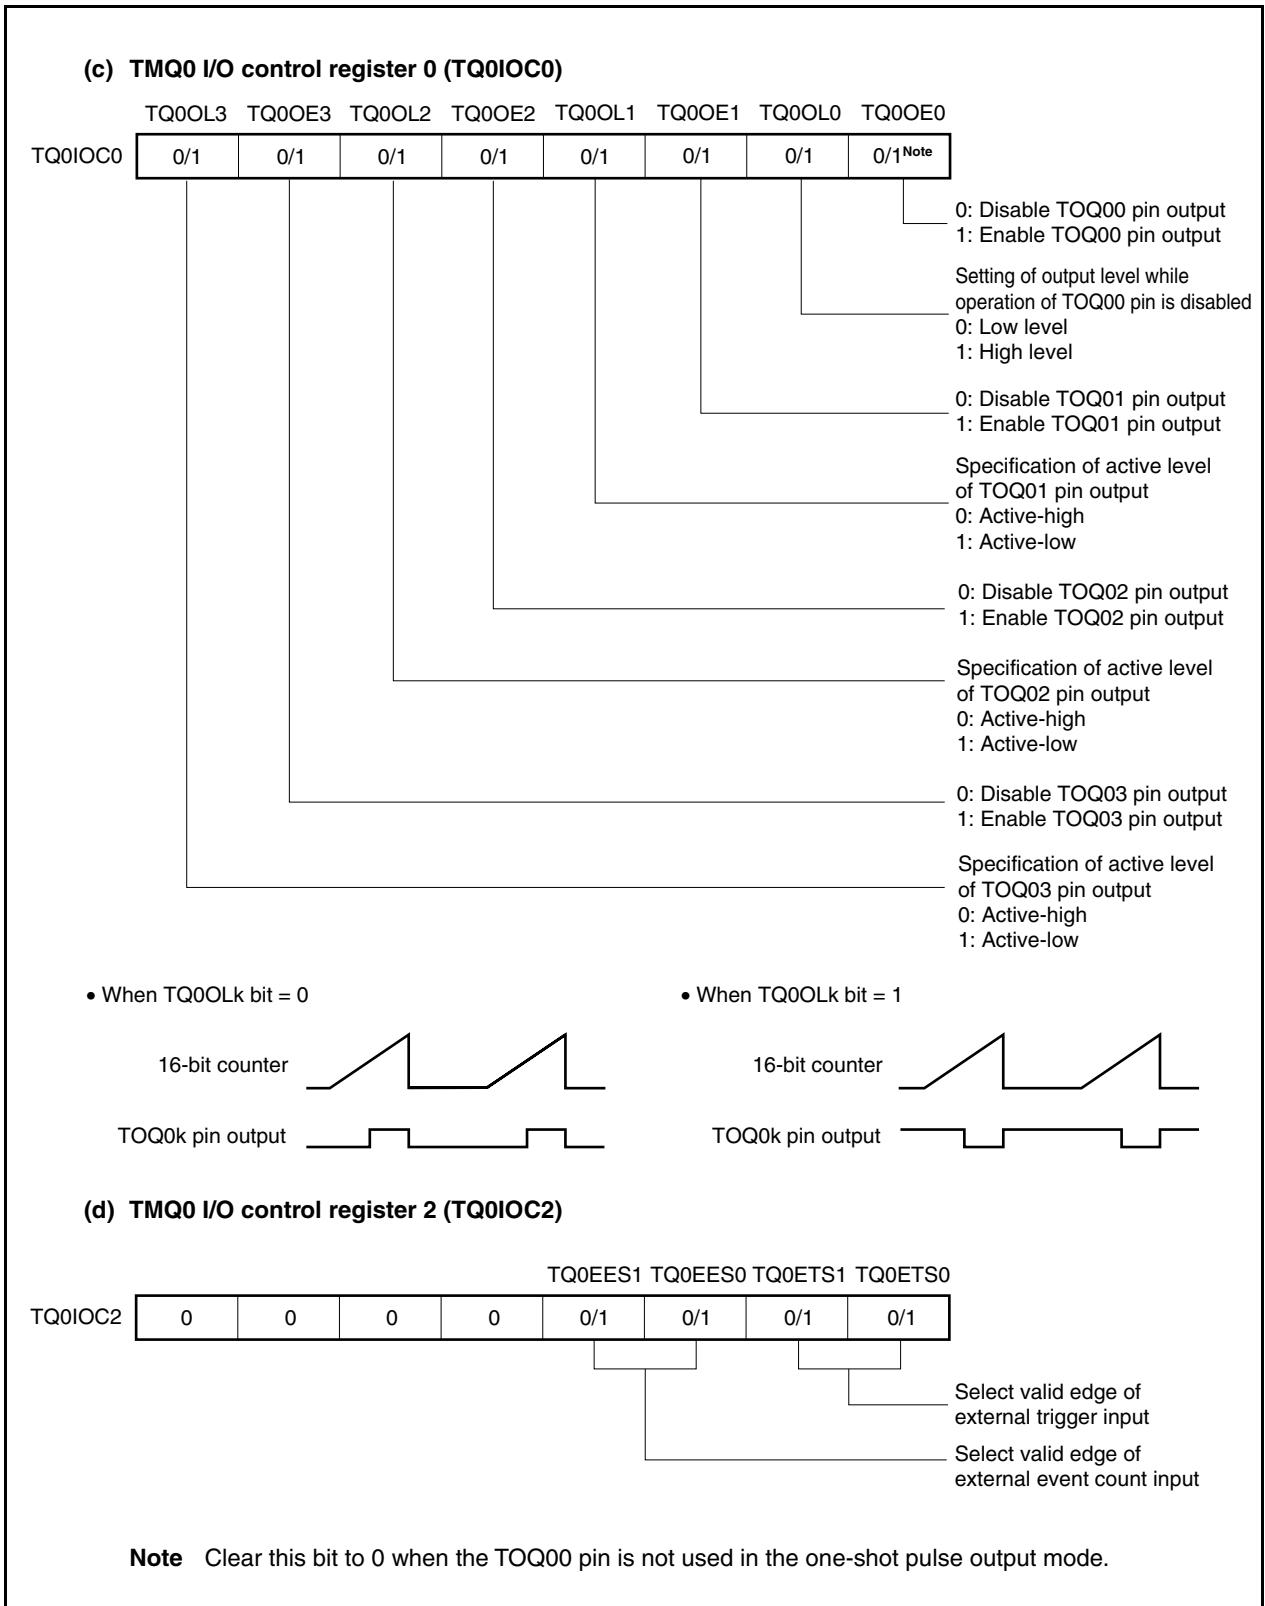 (c) TMQ0 I/O control register 0 (TQ0IOC0)
TQ0OL3 TQ0OE3 TQ0OL2 TQ0OE2 TQ0OL1 TQ0OE1 TQ0OL0 TQ0OE0
TQ0IOC0 0/1 0/1 0/1 0/1 0/1 0/1 0/1 0/1Note
0: Disable TOQ00 pin output
1: Enable TOQ00 pin output
Setting of output level while
operation of TOQ00 pin is disabled
0: Low level
1: High level
0: Disable TOQ01 pin output
1: Enable TOQ01 pin output
Specification of active level
of TOQ01 pin output
0: Active-high
1: Active-low
0: Disable TOQ02 pin output
1: Enable TOQ02 pin output
Specification of active level
of TOQ02 pin output
0: Active-high
1: Active-low
0: Disable TOQ03 pin output
1: Enable TOQ03 pin output
Specification of active level
of TOQ03 pin output
0: Active-high
1: Active-low
• When TQ0OLk bit = 0
16-bit counter
TOQ0k pin output
• When TQ0OLk bit = 1
16-bit counter
TOQ0k pin output
(d) TMQ0 I/O control register 2 (TQ0IOC2)
TQ0EES1 TQ0EES0 TQ0ETS1 TQ0ETS0
TQ0IOC2 0 0 0 0 0/1 0/1 0/1 0/1
Select valid edge of
external trigger input
Select valid edge of
external event count input
Note Clear this bit to 0 when the TOQ00 pin is not used in the one-shot pulse output mode.